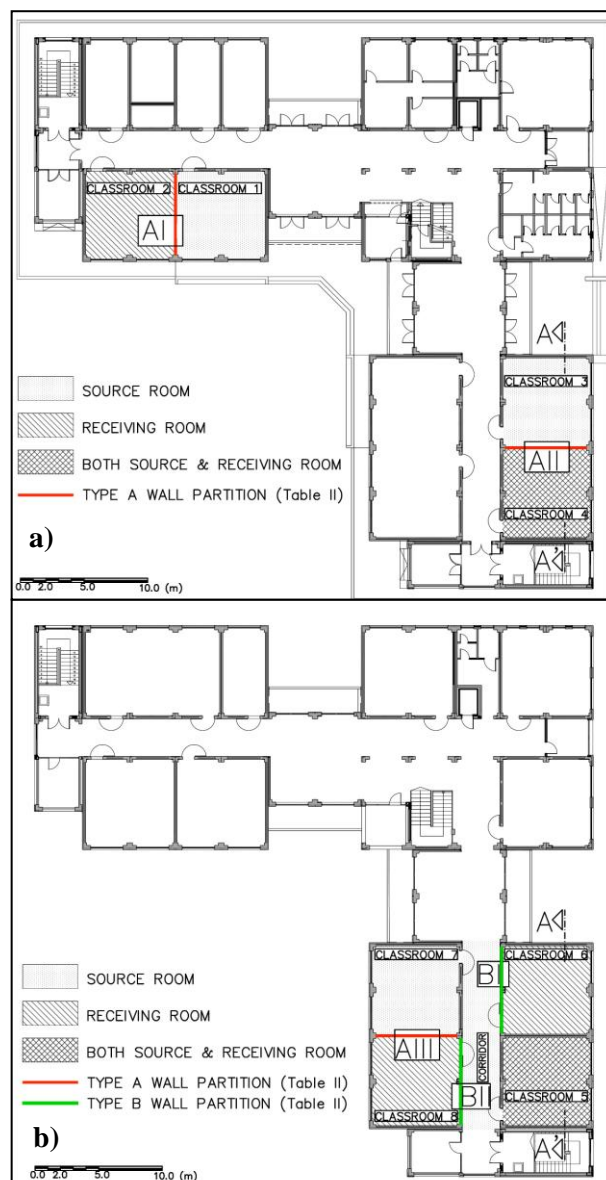 CLASSROOM 2
CLASSROOM 1
AI
A
CLASSROOM 3
SOURCE ROOM
RECEIVING ROOM
AII
BOTH SOURCE & RECEIVING ROOM
TYPE A WALL PARTITION (Table II)
CLASSROOM 4
a)
A'
0.0 2.0 5.0 10.0 (m)
A
CLASSROOM 7
CLASSROOM 6
BI
SOURCE ROOM
RECEIVING ROOM
AIII
CORRIDOR
BOTH SOURCE & RECEIVING ROOM
TYPE A WALL PARTITION (Table II)
BII
TYPE B WALL PARTITION (Table II)
CLASSROOM 8
CLASSROOM 5
b)
A'
0.0 2.0 5.0 10.0 (m)